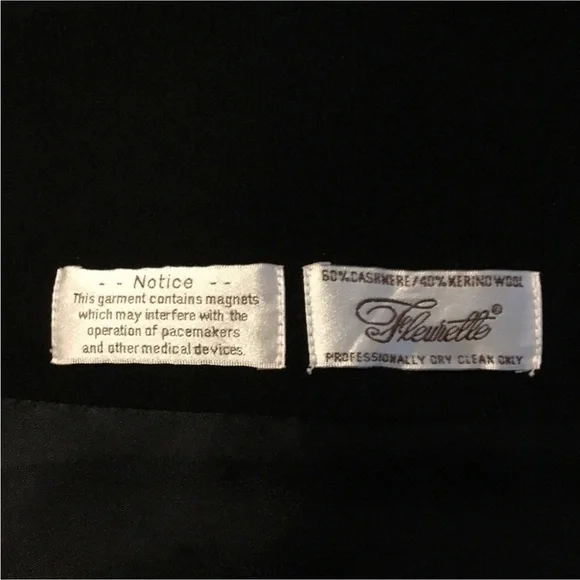 - - Notice - -
This garment contains magnets
which may interfere with the
operation of pacemakers
and other medical devices.
60% CASHMERE/40% MERINO WOOL
Fleurette®
PROFESSIONALLY DRY CLEAN ONLY